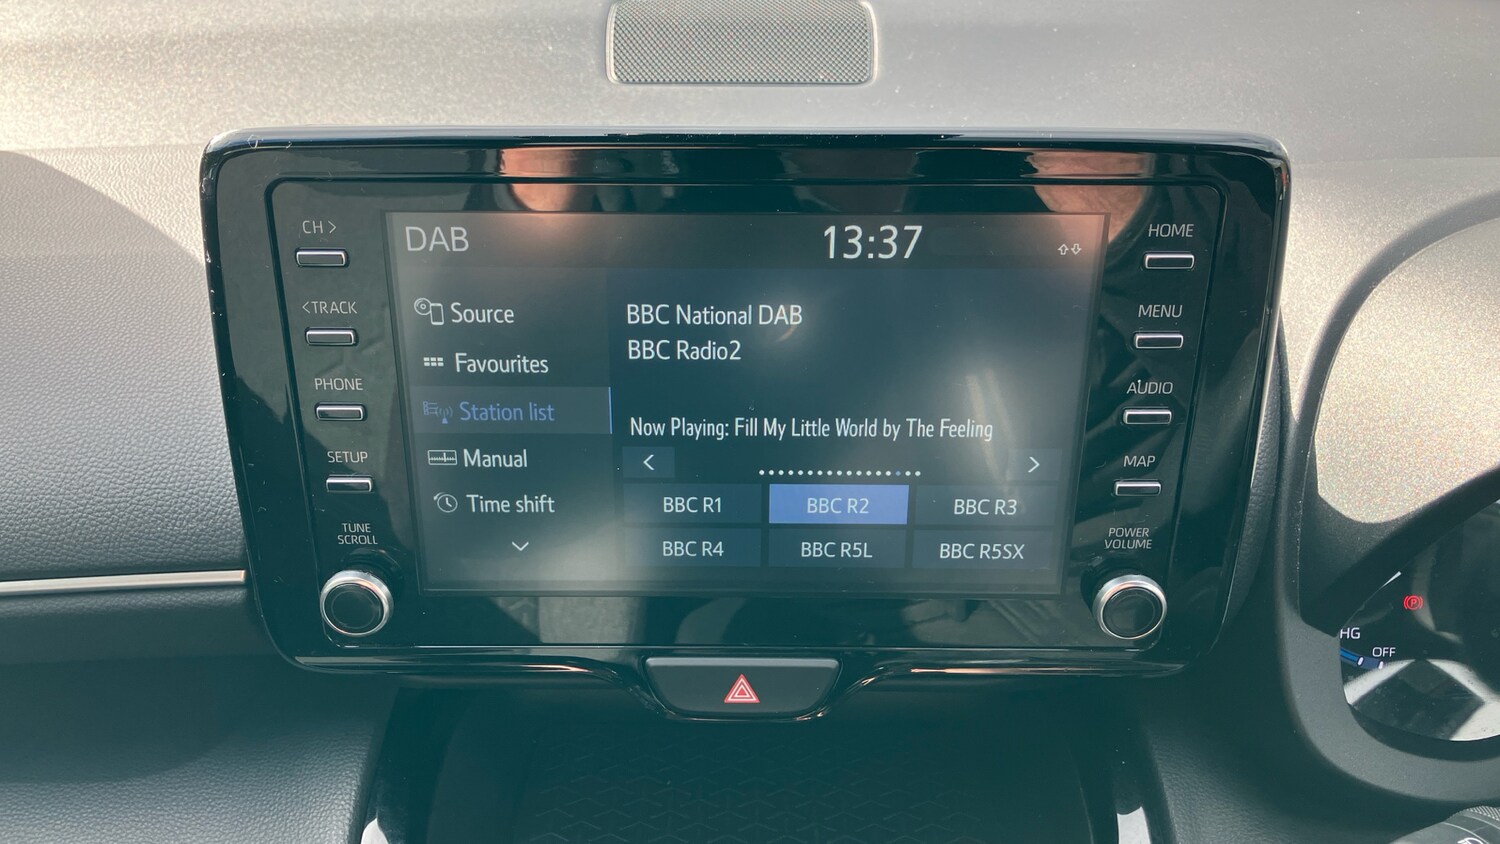 CH >
<TRACK
PHONE
SETUP
TUNE
SCROLL
DAB
13:37
Source
Favourites
Station list
Manual
Time shift
BBC National DAB
BBC Radio2
Now Playing: Fill My Little World by The Feeling
BBC R1
BBC R2
BBC R3
BBC R4
BBC R5L
BBC R5SX
HOME
MENU
AUDIO
MAP
POWER
VOLUME
P
HG
OFF